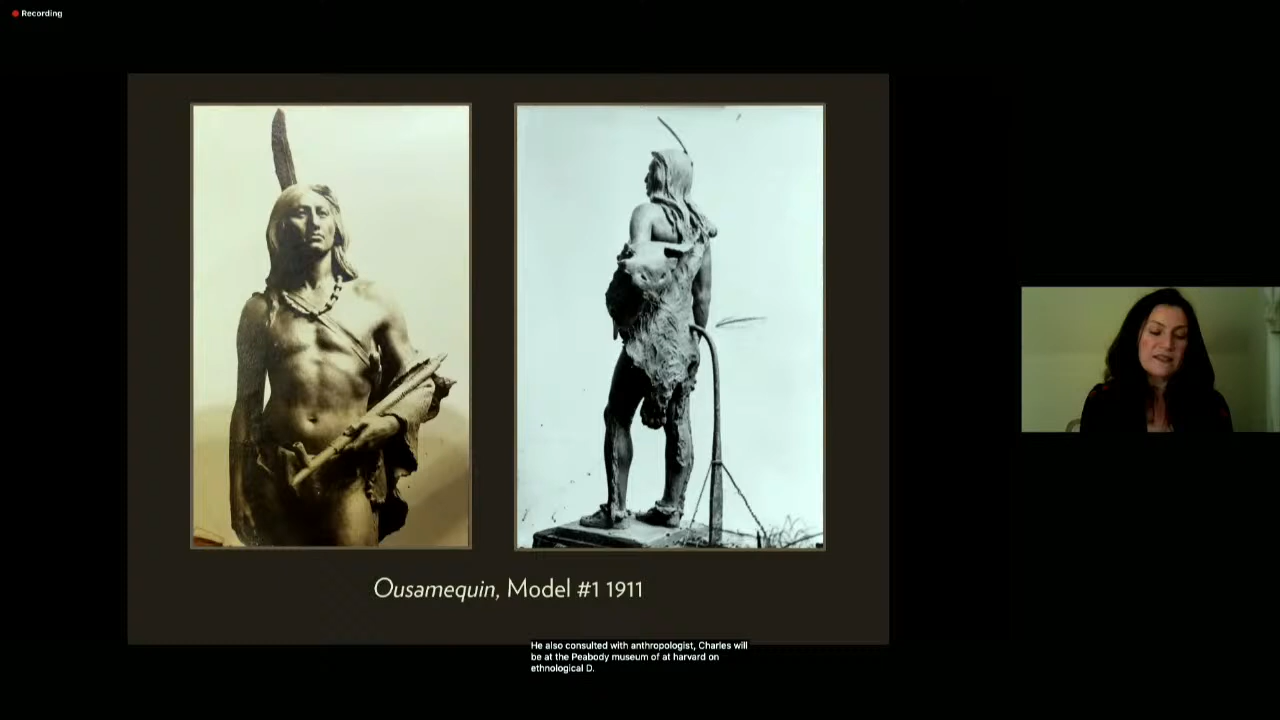 Recording
Ousamequin, Model #1 1911
He also consulted with anthropologist, Charles will
be at the Peabody museum of at harvard on
ethnological D.